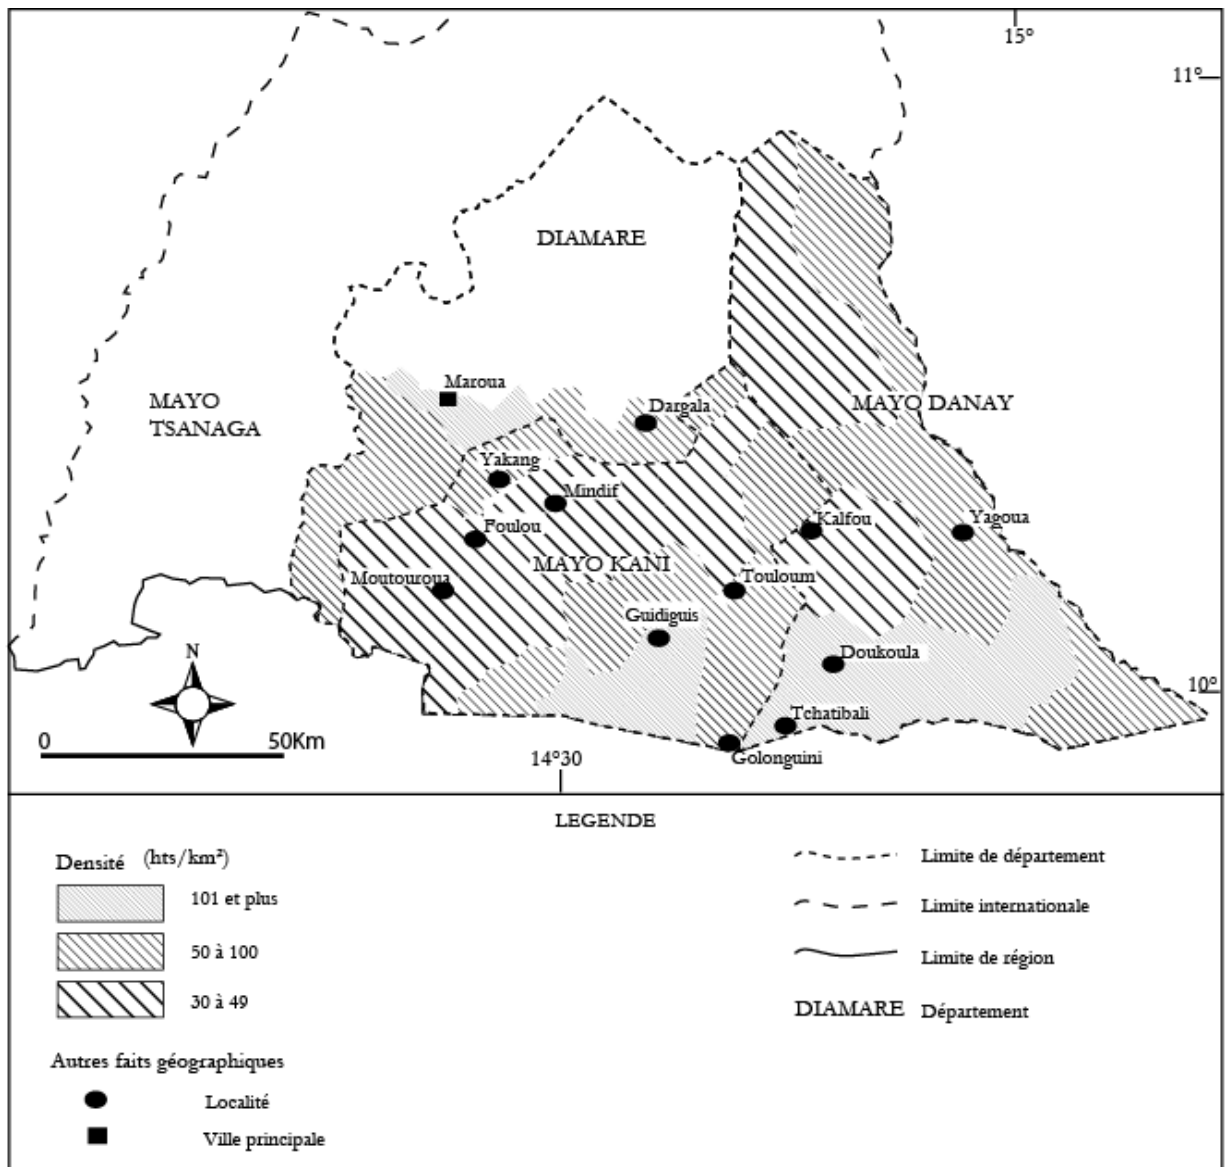 15°
11°
DIAMARE
Maroua
MAYO
TSANAGA
Dargala
MAYO DANAY
Yakang
Mindif
Foulou
Kalfou
Yagoua
MAYO KANI
Moutouroua
Touloum
Guidiguis
Doukoula
N
10°
Tchatibali
0
50Km
14°30
Golonguini
LEGENDE
Densité (hts/km²)
101 et plus
50 à 100
30 à 49
Autres faits géographiques
Localité
Ville principale
Limite de département
Limite internationale
Limite de région
DIAMARE Département